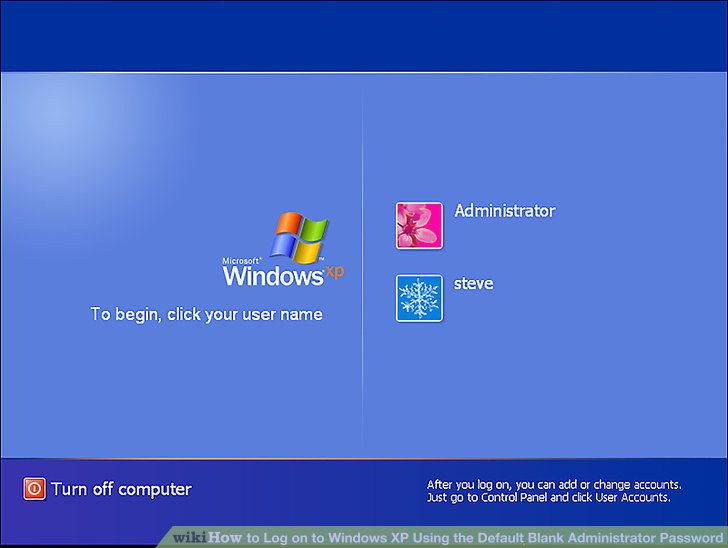 Administrator
Microsoft®
Windows xp™
steve
To begin, click your user name
Turn off computer
After you log on, you can add or change accounts.
Just go to Control Panel and click User Accounts.
wikiHow to Log on to Windows XP Using the Default Blank Administrator Password